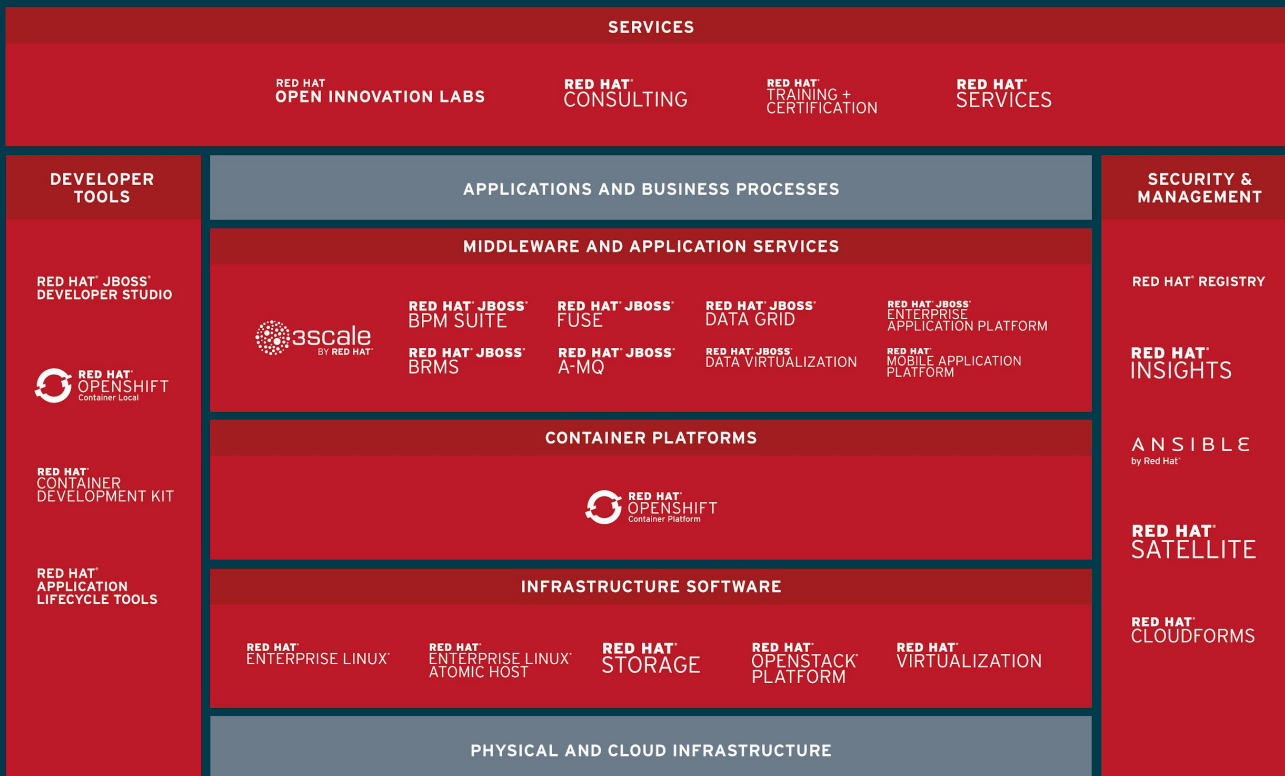 SERVICES
RED HAT
OPEN INNOVATION LABS
RED HAT®
CONSULTING
RED HAT®
TRAINING +
CERTIFICATION
RED HAT®
SERVICES
DEVELOPER
TOOLS
RED HAT® JBOSS®
DEVELOPER STUDIO
RED HAT®
OPENSHIFT
Container Local
RED HAT®
CONTAINER
DEVELOPMENT KIT
RED HAT®
APPLICATION
LIFECYCLE TOOLS
APPLICATIONS AND BUSINESS PROCESSES
MIDDLEWARE AND APPLICATION SERVICES
3scale
BY RED HAT®
RED HAT® JBOSS®
BPM SUITE
RED HAT® JBOSS®
FUSE
RED HAT® JBOSS®
DATA GRID
RED HAT® JBOSS®
ENTERPRISE
APPLICATION PLATFORM
RED HAT® JBOSS®
BRMS
RED HAT® JBOSS®
A-MQ
RED HAT® JBOSS®
DATA VIRTUALIZATION
RED HAT®
MOBILE APPLICATION
PLATFORM
CONTAINER PLATFORMS
RED HAT®
OPENSHIFT
Container Platform
INFRASTRUCTURE SOFTWARE
RED HAT®
ENTERPRISE LINUX®
RED HAT®
ENTERPRISE LINUX®
ATOMIC HOST
RED HAT®
STORAGE
RED HAT®
OPENSTACK®
PLATFORM
RED HAT®
VIRTUALIZATION
PHYSICAL AND CLOUD INFRASTRUCTURE
SECURITY &
MANAGEMENT
RED HAT® REGISTRY
RED HAT®
INSIGHTS
ANSIBLE
by Red Hat®
RED HAT®
SATELLITE
RED HAT®
CLOUDFORMS